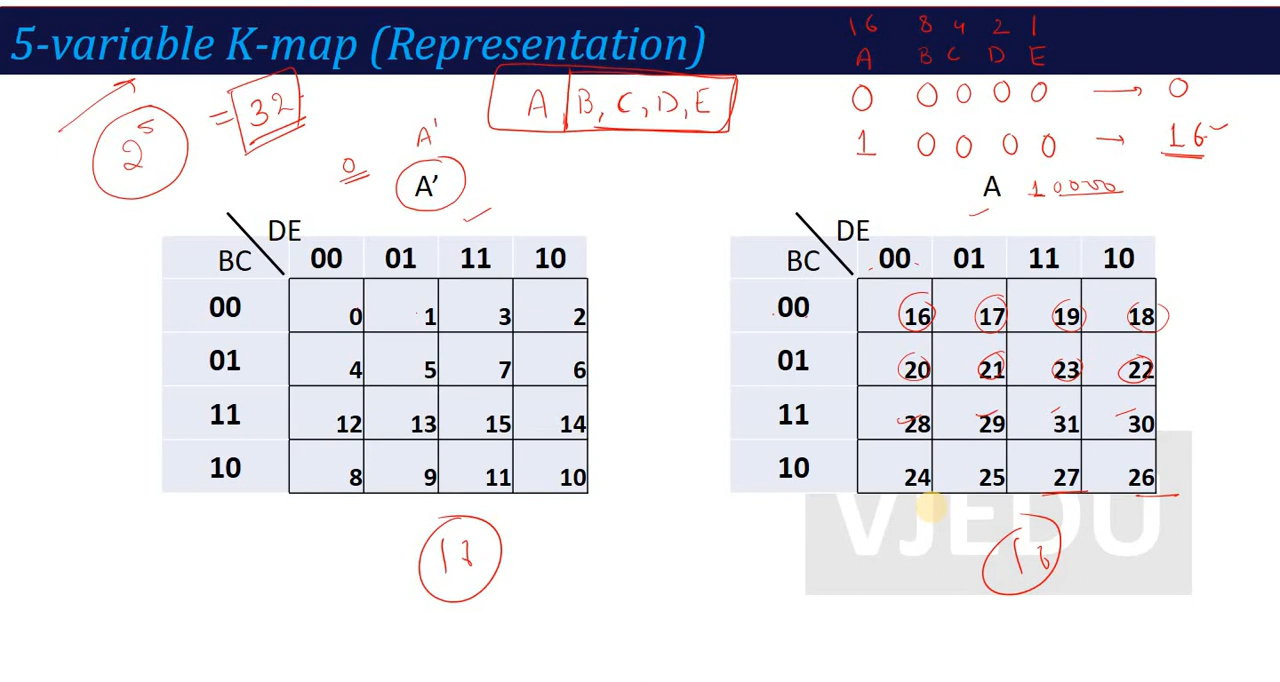 5-variable K-map (Representation)
16 8 4 2 1
A B C D E
2⁵ = 32
A B, C, D, E
0 0 0 0 0 → 0
1 0 0 0 0 → 16
0
A'
A’
A 10000
DE
BC 00 01 11 10
00 0 1 3 2
01 4 5 7 6
11 12 13 15 14
10 8 9 11 10
DE
BC 00 01 11 10
00 16 17 19 18
01 20 21 23 22
11 28 29 31 30
10 24 25 27 26
VJEDU
16